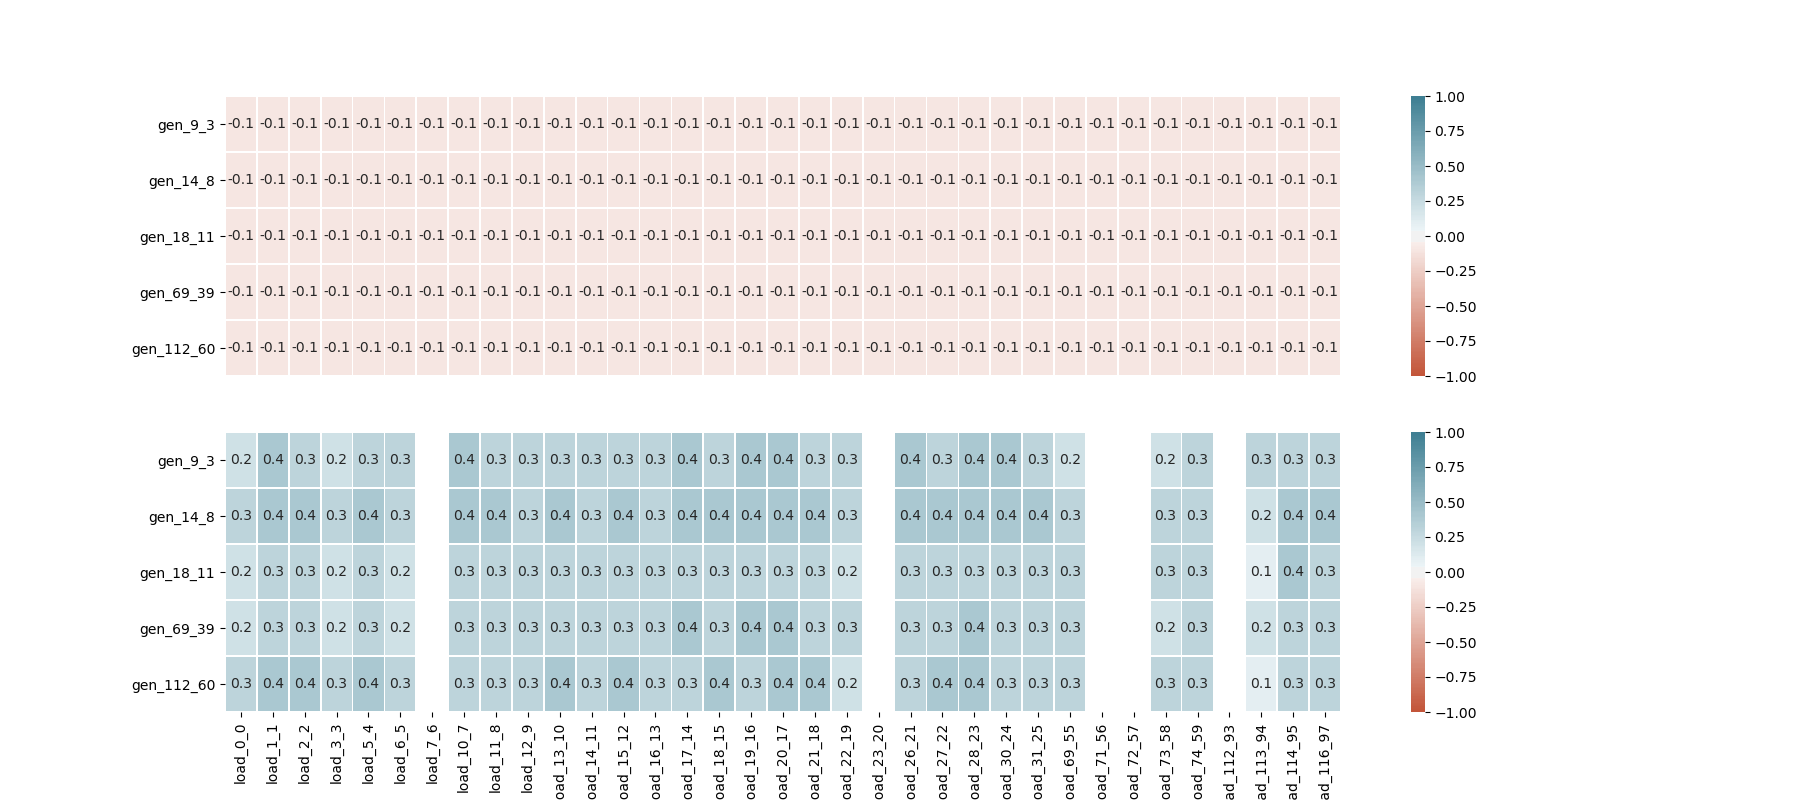 gen_9_3 -0.1 -0.1 -0.1 -0.1 -0.1 -0.1 -0.1 -0.1 -0.1 -0.1 -0.1 -0.1 -0.1 -0.1 -0.1 -0.1 -0.1 -0.1 -0.1 -0.1 -0.1 -0.1 -0.1 -0.1 -0.1 -0.1 -0.1 -0.1 -0.1 -0.1 -0.1 -0.1 -0.1 -0.1 -0.1
gen_14_8 -0.1 -0.1 -0.1 -0.1 -0.1 -0.1 -0.1 -0.1 -0.1 -0.1 -0.1 -0.1 -0.1 -0.1 -0.1 -0.1 -0.1 -0.1 -0.1 -0.1 -0.1 -0.1 -0.1 -0.1 -0.1 -0.1 -0.1 -0.1 -0.1 -0.1 -0.1 -0.1 -0.1 -0.1 -0.1
gen_18_11 -0.1 -0.1 -0.1 -0.1 -0.1 -0.1 -0.1 -0.1 -0.1 -0.1 -0.1 -0.1 -0.1 -0.1 -0.1 -0.1 -0.1 -0.1 -0.1 -0.1 -0.1 -0.1 -0.1 -0.1 -0.1 -0.1 -0.1 -0.1 -0.1 -0.1 -0.1 -0.1 -0.1 -0.1 -0.1
gen_69_39 -0.1 -0.1 -0.1 -0.1 -0.1 -0.1 -0.1 -0.1 -0.1 -0.1 -0.1 -0.1 -0.1 -0.1 -0.1 -0.1 -0.1 -0.1 -0.1 -0.1 -0.1 -0.1 -0.1 -0.1 -0.1 -0.1 -0.1 -0.1 -0.1 -0.1 -0.1 -0.1 -0.1 -0.1 -0.1
gen_112_60 -0.1 -0.1 -0.1 -0.1 -0.1 -0.1 -0.1 -0.1 -0.1 -0.1 -0.1 -0.1 -0.1 -0.1 -0.1 -0.1 -0.1 -0.1 -0.1 -0.1 -0.1 -0.1 -0.1 -0.1 -0.1 -0.1 -0.1 -0.1 -0.1 -0.1 -0.1 -0.1 -0.1 -0.1 -0.1
1.00
0.75
0.50
0.25
0.00
−0.25
−0.50
−0.75
−1.00
gen_9_3 0.2 0.4 0.3 0.2 0.3 0.3 0.4 0.3 0.3 0.3 0.3 0.3 0.3 0.4 0.3 0.4 0.4 0.3 0.3 0.4 0.3 0.4 0.4 0.3 0.2 0.2 0.3 0.3 0.3 0.3
gen_14_8 0.3 0.4 0.4 0.3 0.4 0.3 0.4 0.4 0.3 0.4 0.3 0.4 0.3 0.4 0.4 0.4 0.4 0.4 0.3 0.4 0.4 0.4 0.4 0.4 0.3 0.3 0.3 0.2 0.4 0.4
gen_18_11 0.2 0.3 0.3 0.2 0.3 0.2 0.3 0.3 0.3 0.3 0.3 0.3 0.3 0.3 0.3 0.3 0.3 0.3 0.2 0.3 0.3 0.3 0.3 0.3 0.3 0.3 0.3 0.1 0.4 0.3
gen_69_39 0.2 0.3 0.3 0.2 0.3 0.2 0.3 0.3 0.3 0.3 0.3 0.3 0.3 0.4 0.3 0.4 0.4 0.3 0.3 0.3 0.3 0.4 0.3 0.3 0.3 0.2 0.3 0.2 0.3 0.3
gen_112_60 0.3 0.4 0.4 0.3 0.4 0.3 0.3 0.3 0.3 0.4 0.3 0.4 0.3 0.3 0.4 0.3 0.4 0.4 0.2 0.3 0.4 0.4 0.3 0.3 0.3 0.3 0.3 0.1 0.3 0.3
1.00
0.75
0.50
0.25
0.00
−0.25
−0.50
−0.75
−1.00
load_0_0
load_1_1
load_2_2
load_3_3
load_5_4
load_6_5
load_7_6
load_10_7
load_11_8
load_12_9
oad_13_10
oad_14_11
oad_15_12
oad_16_13
oad_17_14
oad_18_15
oad_19_16
oad_20_17
oad_21_18
oad_22_19
oad_23_20
oad_26_21
oad_27_22
oad_28_23
oad_30_24
oad_31_25
oad_69_55
oad_71_56
oad_72_57
oad_73_58
oad_74_59
ad_112_93
ad_113_94
ad_114_95
ad_116_97